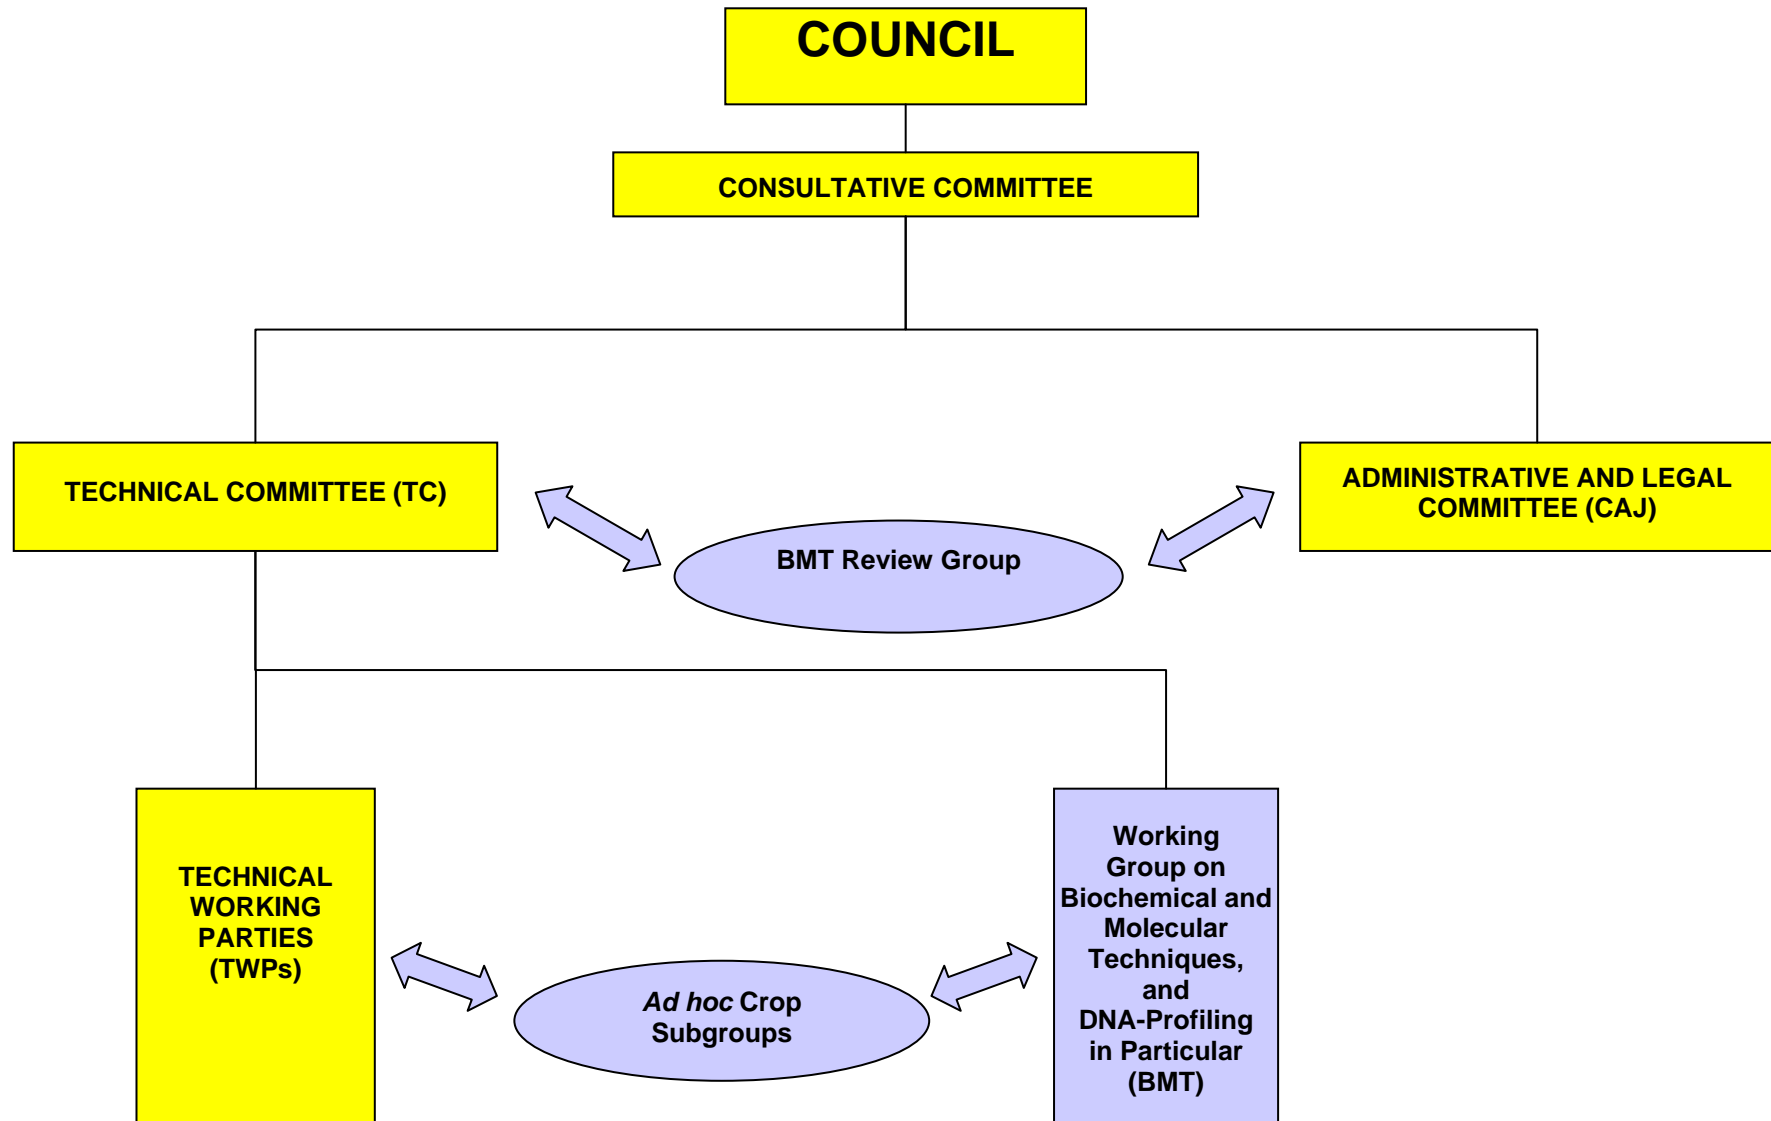 COUNCIL
CONSULTATIVE COMMITTEE
TECHNICAL COMMITTEE (TC)
ADMINISTRATIVE AND LEGAL
COMMITTEE (CAJ)
BMT Review Group
TECHNICAL
WORKING
PARTIES
(TWPs)
Ad hoc Crop
Subgroups
Working
Group on
Biochemical and
Molecular
Techniques,
and
DNA-Profiling
in Particular
(BMT)